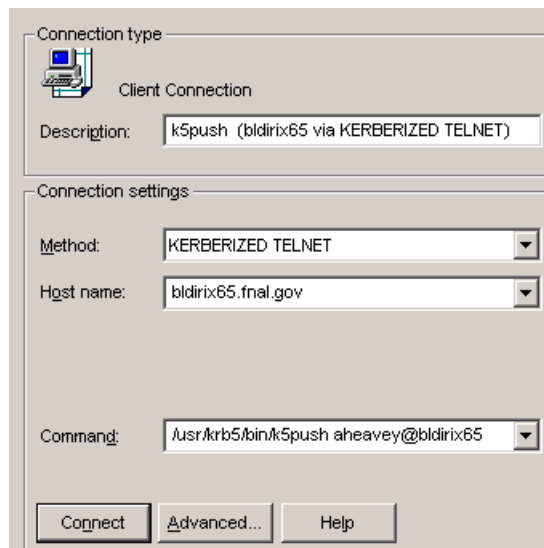 Connection type
Client Connection
Description: k5push (bldirix65 via KERBERIZED TELNET)
Connection settings
Method: KERBERIZED TELNET
Host name: bldirix65.fnal.gov
Command: /usr/krb5/bin/k5push aheavey@bldirix65
Connect Advanced... Help